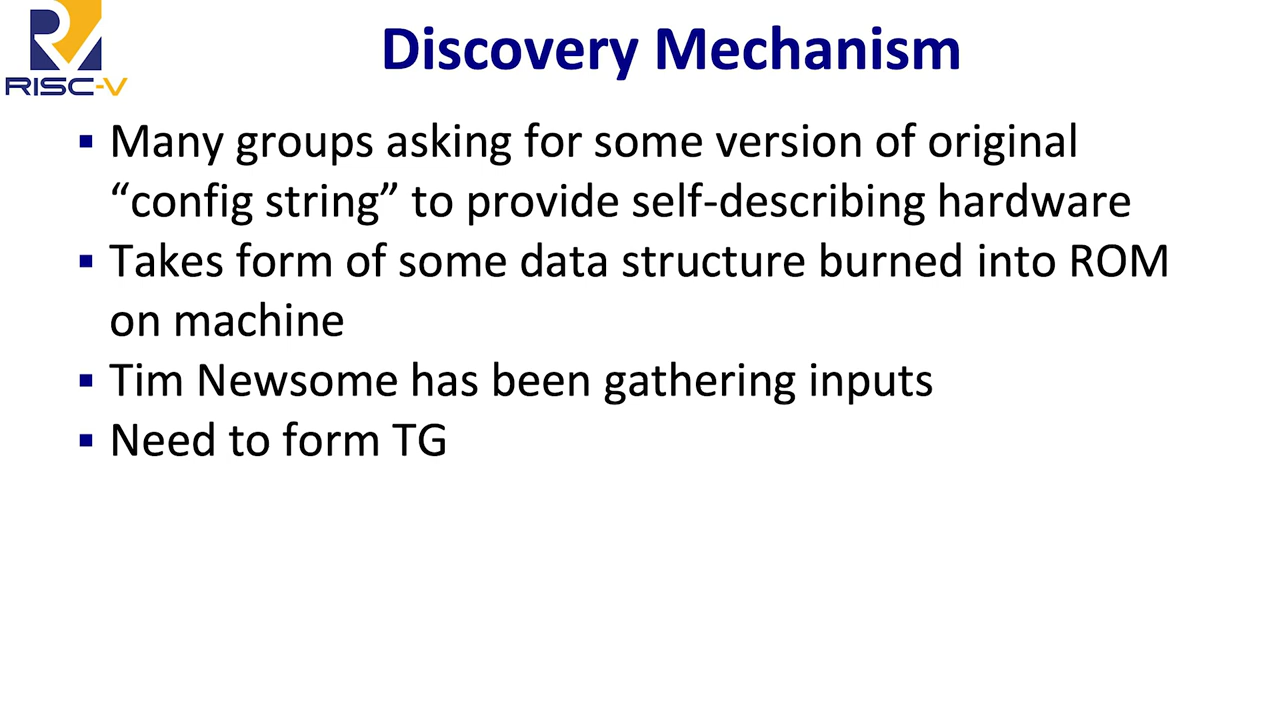 RISC-V
Discovery Mechanism
▪ Many groups asking for some version of original
“config string” to provide self-describing hardware
▪ Takes form of some data structure burned into ROM
on machine
▪ Tim Newsome has been gathering inputs
▪ Need to form TG